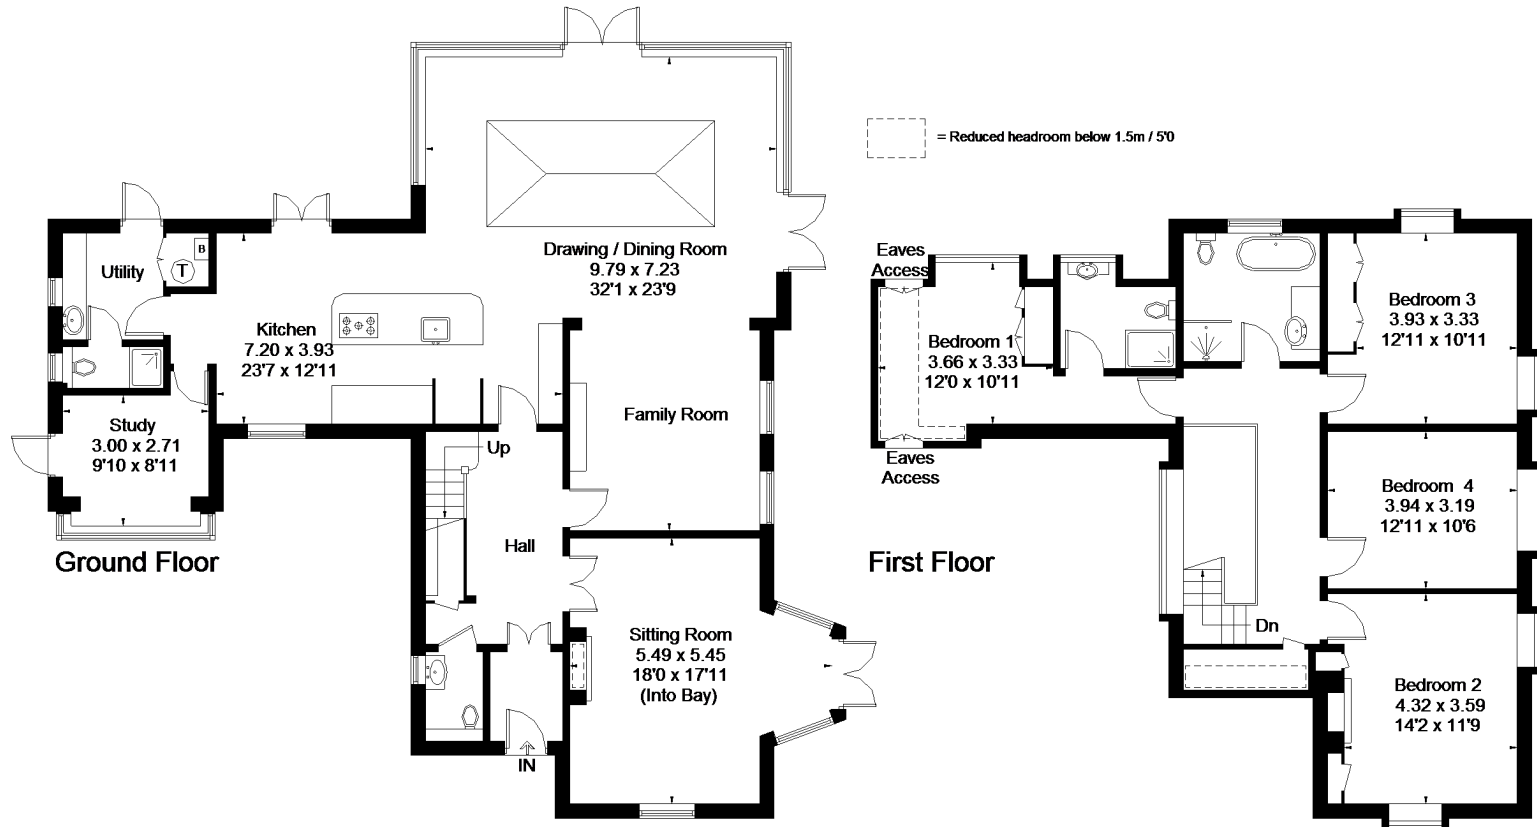 = Reduced headroom below 1.5m / 5'0
Utility
B
T
Kitchen
7.20 x 3.93
23'7 x 12'11
Drawing / Dining Room
9.79 x 7.23
32'1 x 23'9
Family Room
Study
3.00 x 2.71
9'10 x 8'11
Up
Hall
Ground Floor
Sitting Room
5.49 x 5.45
18'0 x 17'11
(Into Bay)
IN
Eaves
Access
Bedroom 1
3.66 x 3.33
12'0 x 10'11
Eaves
Access
Bedroom 3
3.93 x 3.33
12'11 x 10'11
Bedroom 4
3.94 x 3.19
12'11 x 10'6
First Floor
Dn
Bedroom 2
4.32 x 3.59
14'2 x 11'9